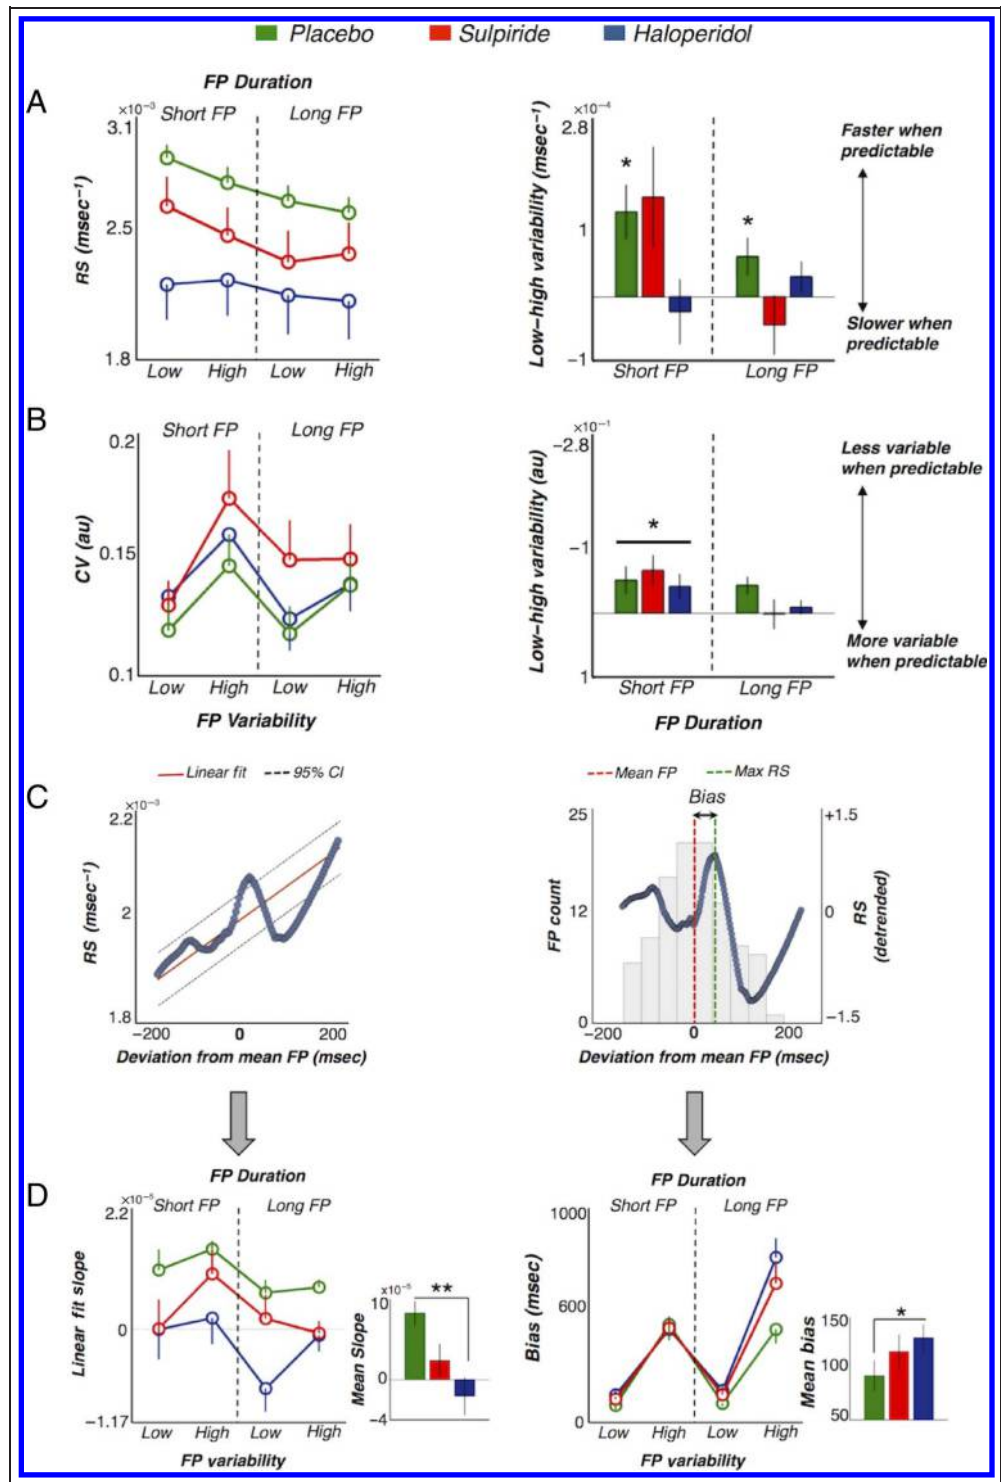 Placebo Sulpiride Haloperidol
A
FP Duration
×10⁻³
Short FP Long FP
3.1
2.5
1.8
RS (msec⁻¹)
Low High Low High
×10⁻⁴
2.8
1
−1
Low−high variability (msec⁻¹)
*
*
Short FP Long FP
Faster when
predictable
Slower when
predictable
B
Short FP Long FP
0.2
0.15
0.1
CV (au)
Low High Low High
FP Variability
×10⁻¹
−2.8
−1
1
Low−high variability (au)
*
Short FP Long FP
FP Duration
Less variable
when predictable
More variable
when predictable
C
Linear fit 95% CI
×10⁻³
2.2
2
1.8
RS (msec⁻¹)
−200 0 200
Deviation from mean FP (msec)
Mean FP Max RS
Bias
25
12
0
FP count
+1.5
0
−1.5
RS
(detrended)
−200 0 200
Deviation from mean FP (msec)
D
FP Duration
×10⁻⁵
Short FP Long FP
2.2
0
−1.17
Linear fit slope
Low High Low High
FP variability
×10⁻⁵
10
0
−4
Mean Slope
**
FP Duration
Short FP Long FP
1000
600
0
Bias (msec)
Low High Low High
FP variability
150
100
50
Mean bias
*